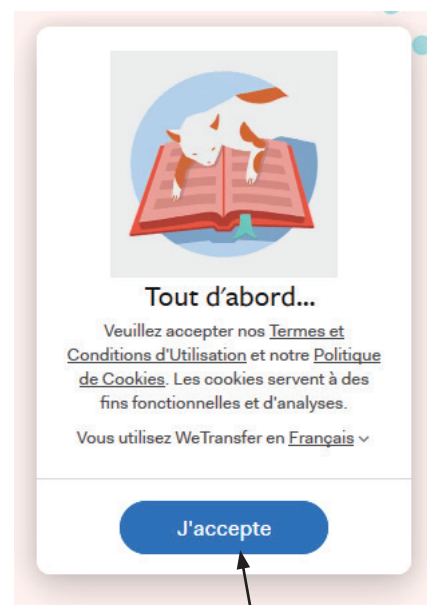 Tout d'abord...
Veuillez accepter nos Termes et
Conditions d'Utilisation et notre Politique
de Cookies. Les cookies servent à des
fins fonctionnelles et d'analyses.
Vous utilisez WeTransfer en Français
J'accepte